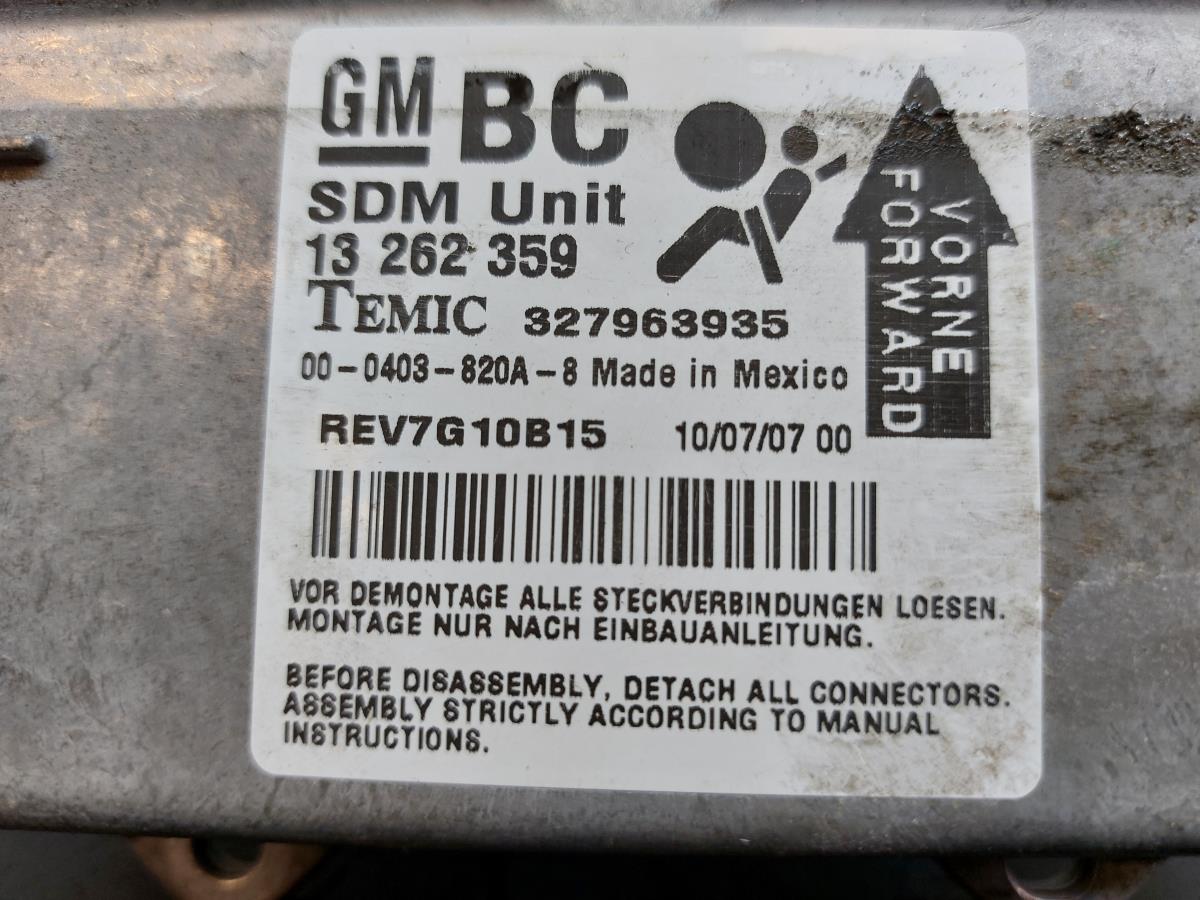 GM BC
SDM Unit
13 262 359
TEMIC 327963935
00-0403-820A-8 Made in Mexico
REV7G10B15 10/07/07 00
VORNE
FORWARD
VOR DEMONTAGE ALLE STECKVERBINDUNGEN LOESEN.
MONTAGE NUR NACH EINBAUANLEITUNG.
BEFORE DISASSEMBLY, DETACH ALL CONNECTORS.
ASSEMBLY STRICTLY ACCORDING TO MANUAL
INSTRUCTIONS.